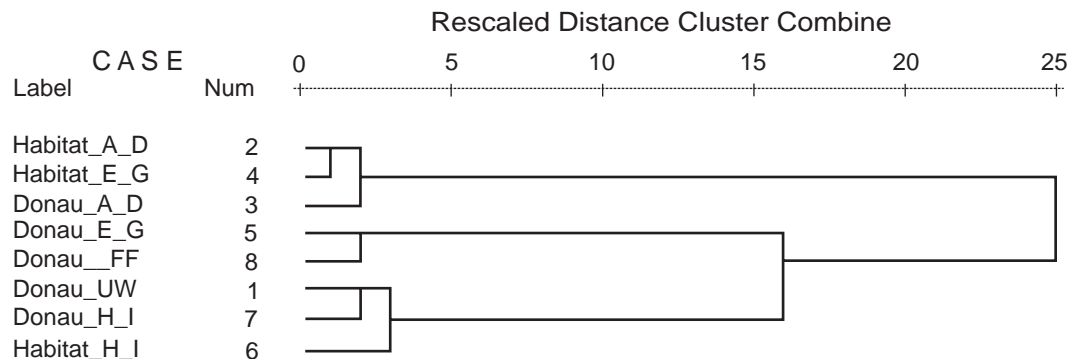 Rescaled Distance Cluster Combine
C A S E 0 5 10 15 20 25
Label Num
Habitat_A_D 2
Habitat_E_G 4
Donau_A_D 3
Donau_E_G 5
Donau__FF 8
Donau_UW 1
Donau_H_I 7
Habitat_H_I 6